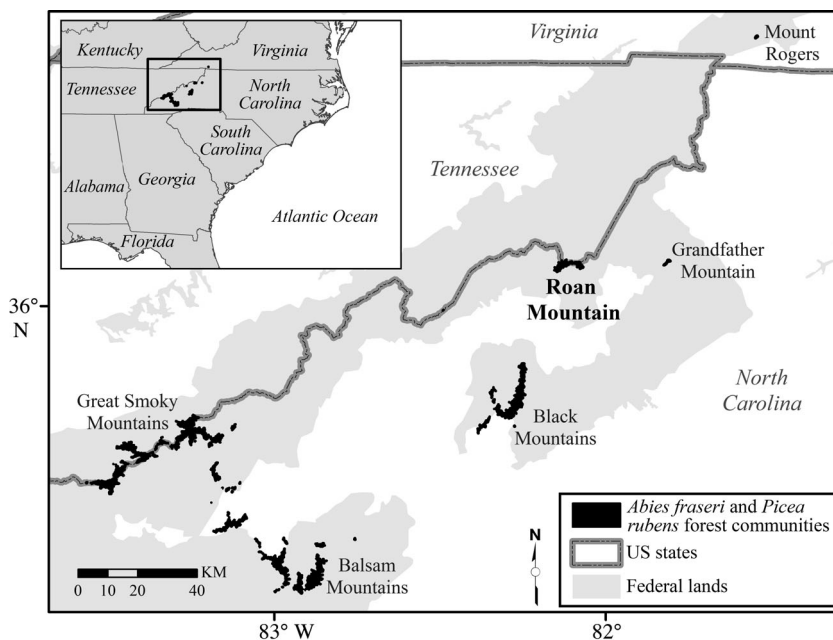 Kentucky
Virginia
Tennessee
North
Carolina
South
Carolina
Alabama
Georgia
Atlantic Ocean
Florida
Virginia
Mount
Rogers
Tennessee
Grandfather
Mountain
Roan
Mountain
36°
N
North
Carolina
Great Smoky
Mountains
Black
Mountains
Balsam
Mountains
KM
0 10 20 40
N
Abies fraseri and Picea
rubens forest communities
US states
Federal lands
83° W
82°